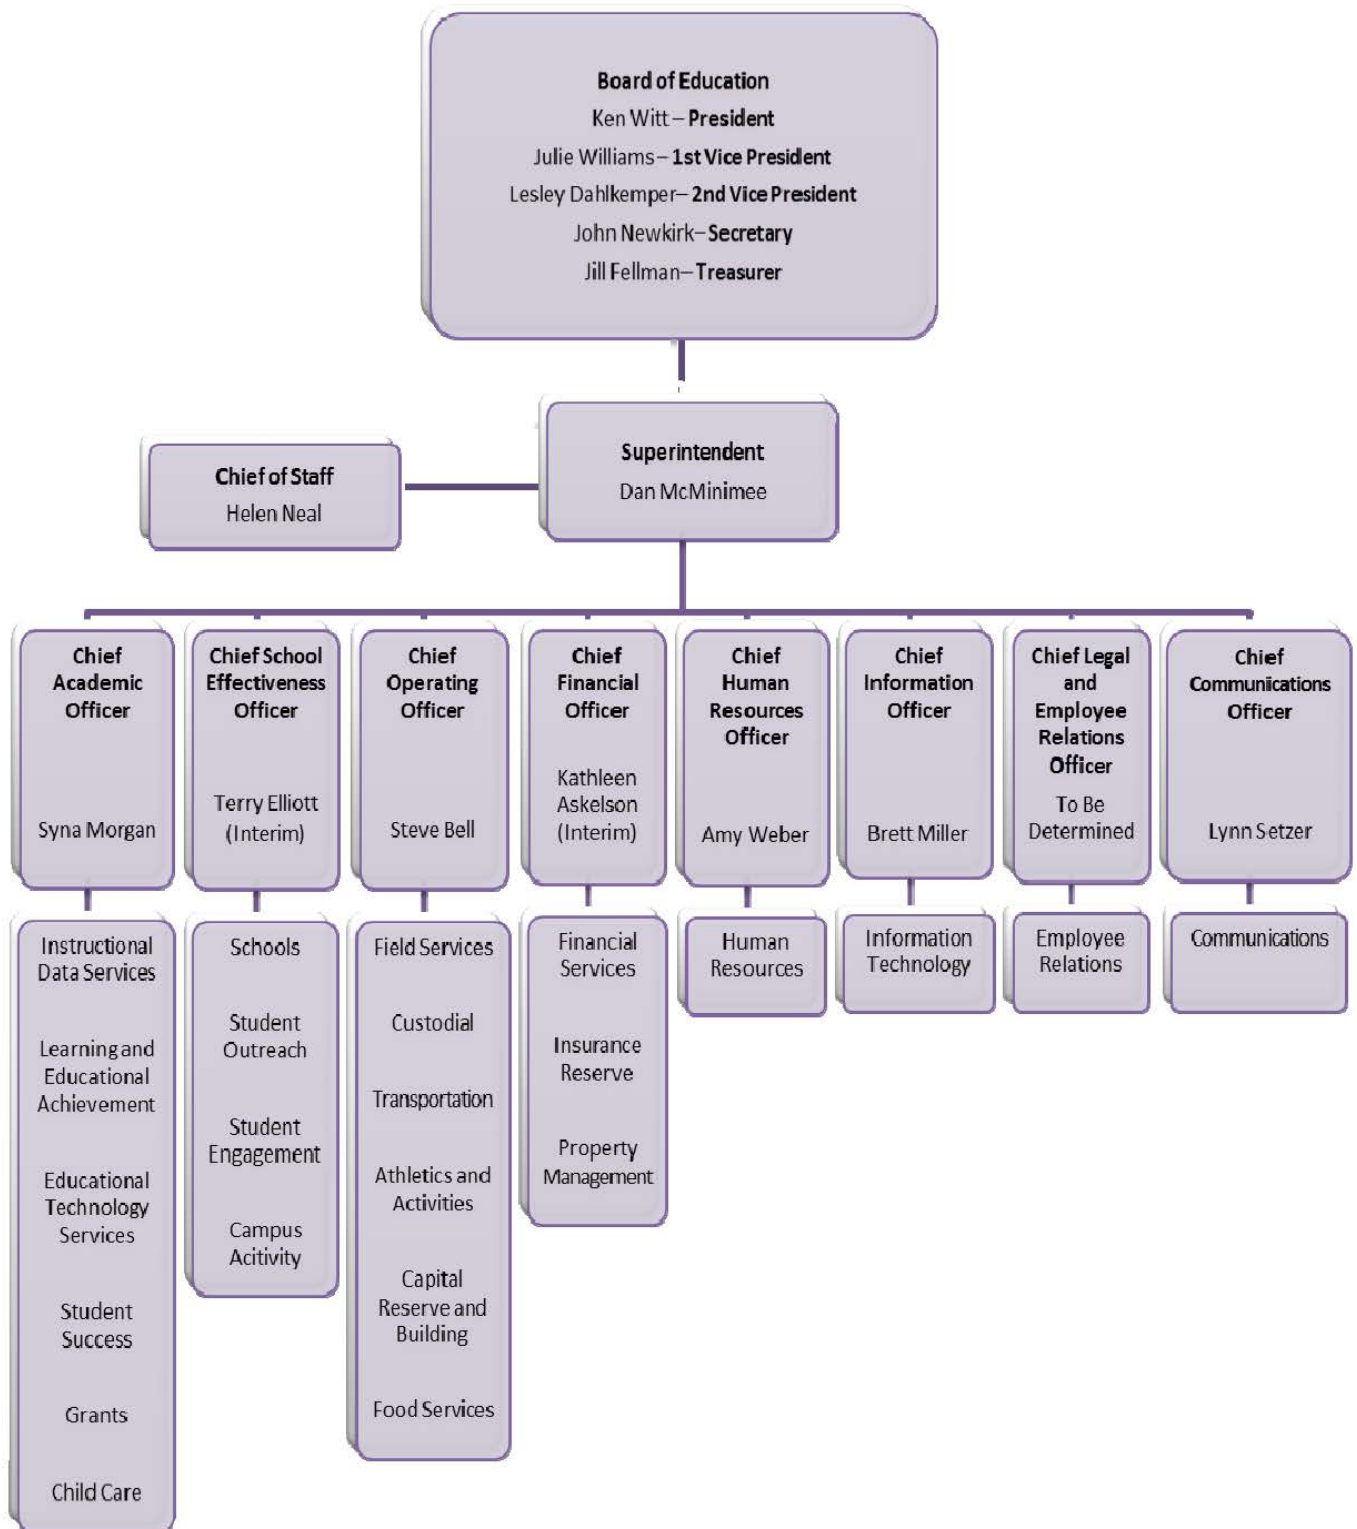 Board of Education
Ken Witt – President
Julie Williams – 1st Vice President
Lesley Dahlkemper– 2nd Vice President
John Newkirk– Secretary
Jill Fellman– Treasurer
Superintendent
Dan McMinimee
Chief of Staff
Helen Neal
Chief
Academic
Officer
Syna Morgan
Chief School
Effectiveness
Officer
Terry Elliott
(Interim)
Chief
Operating
Officer
Steve Bell
Chief
Financial
Officer
Kathleen
Askelson
(Interim)
Chief
Human
Resources
Officer
Amy Weber
Chief
Information
Officer
Brett Miller
Chief Legal
and
Employee
Relations
Officer
To Be
Determined
Chief
Communications
Officer
Lynn Setzer
Instructional
Data Services
Learning and
Educational
Achievement
Educational
Technology
Services
Student
Success
Grants
Child Care
Schools
Student
Outreach
Student
Engagement
Campus
Acitivity
Field Services
Custodial
Transportation
Athletics and
Activities
Capital
Reserve and
Building
Food Services
Financial
Services
Insurance
Reserve
Property
Management
Human
Resources
Information
Technology
Employee
Relations
Communications